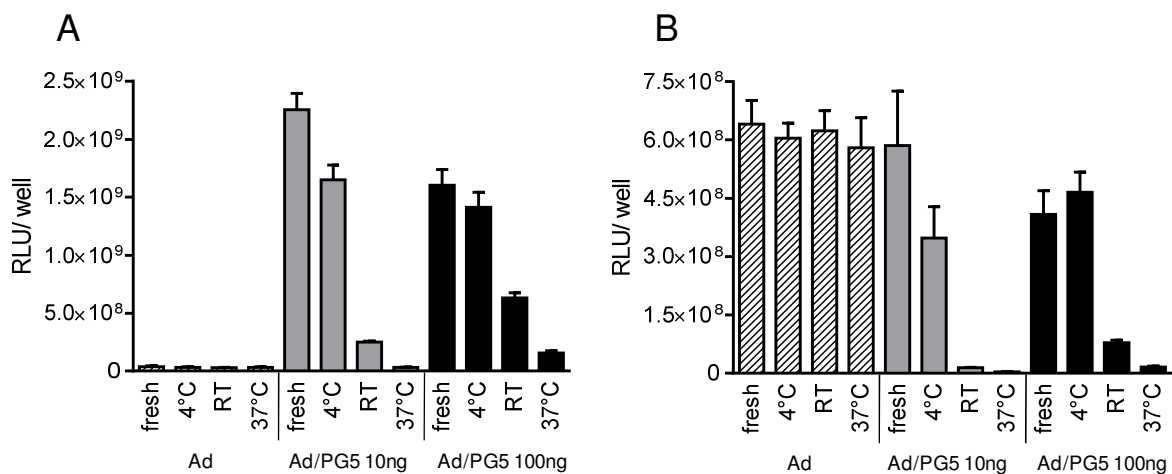 A
RLU/ well
2.5×10⁹
2.0×10⁹
1.5×10⁹
1.0×10⁹
5.0×10⁸
0
fresh 4°C RT 37°C fresh 4°C RT 37°C fresh 4°C RT 37°C
Ad Ad/PG5 10ng Ad/PG5 100ng
B
RLU/ well
7.5×10⁸
6.0×10⁸
4.5×10⁸
3.0×10⁸
1.5×10⁸
0
fresh 4°C RT 37°C fresh 4°C RT 37°C fresh 4°C RT 37°C
Ad Ad/PG5 10ng Ad/PG5 100ng